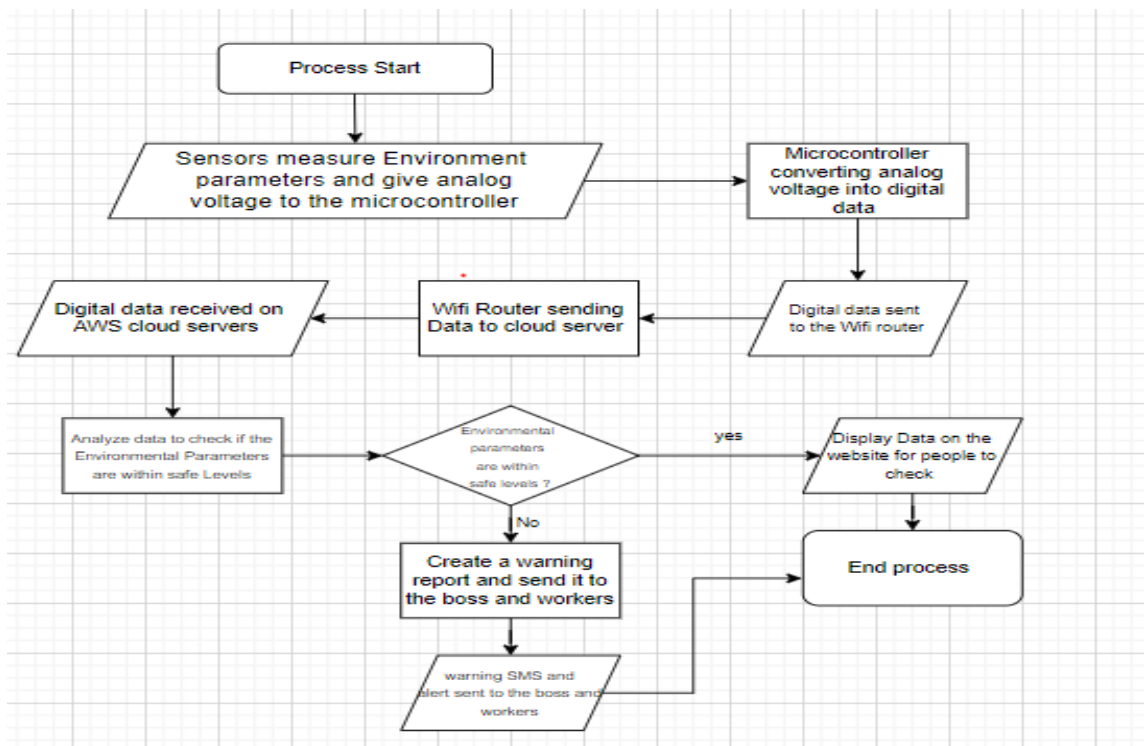 Process Start
Sensors measure Environment
parameters and give analog
voltage to the microcontroller
Microcontroller
converting analog
voltage into digital
data
Digital data sent
to the Wifi router
Wifi Router sending
Data to cloud server
Digital data received on
AWS cloud servers
Analyze data to check if the
Environmental Parameters
are within safe Levels
Environmental
parameters
are within
safe levels ?
yes
Display Data on the
website for people to
check
No
Create a warning
report and send it to
the boss and workers
End process
warning SMS and
alert sent to the boss and
workers